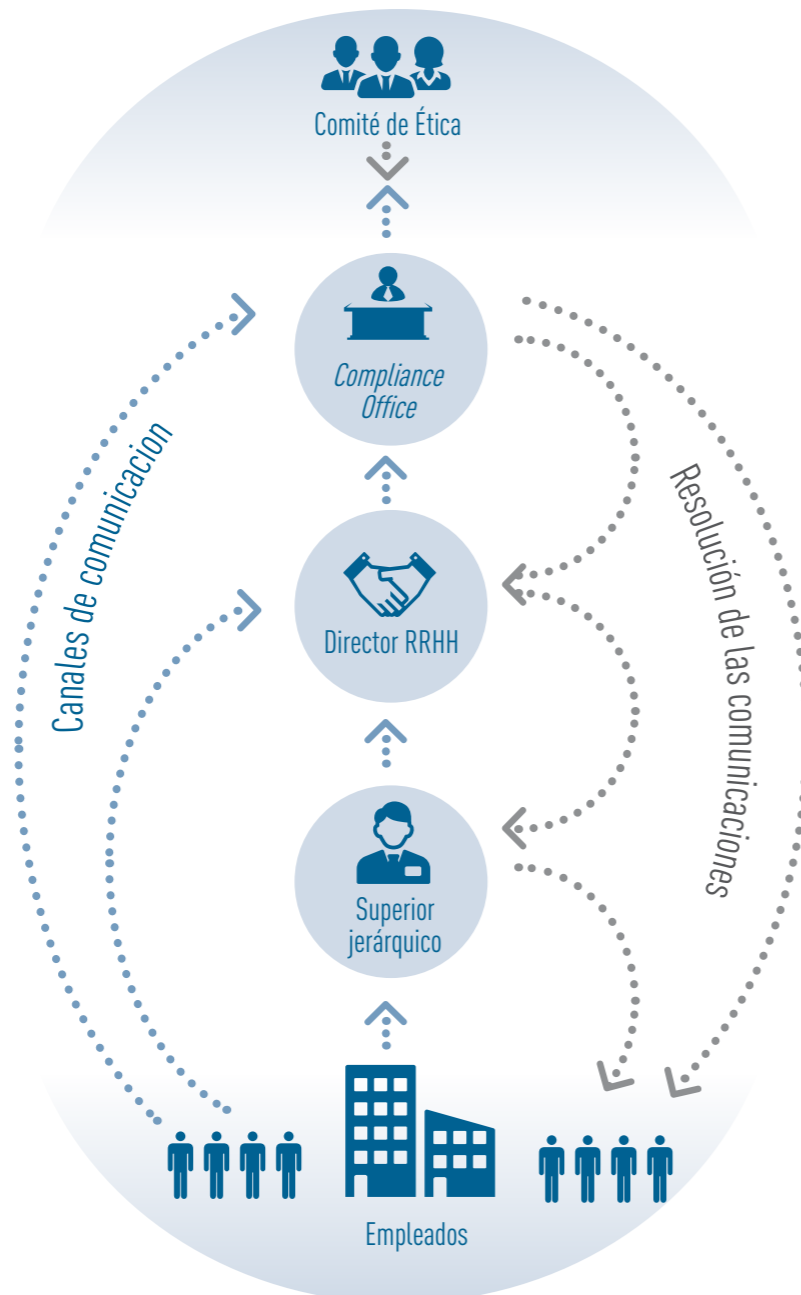 Comité de Ética
Compliance
Office
Canales de comunicacion
Resolución de las comunicaciones
Director RRHH
Superior
jerárquico
Empleados